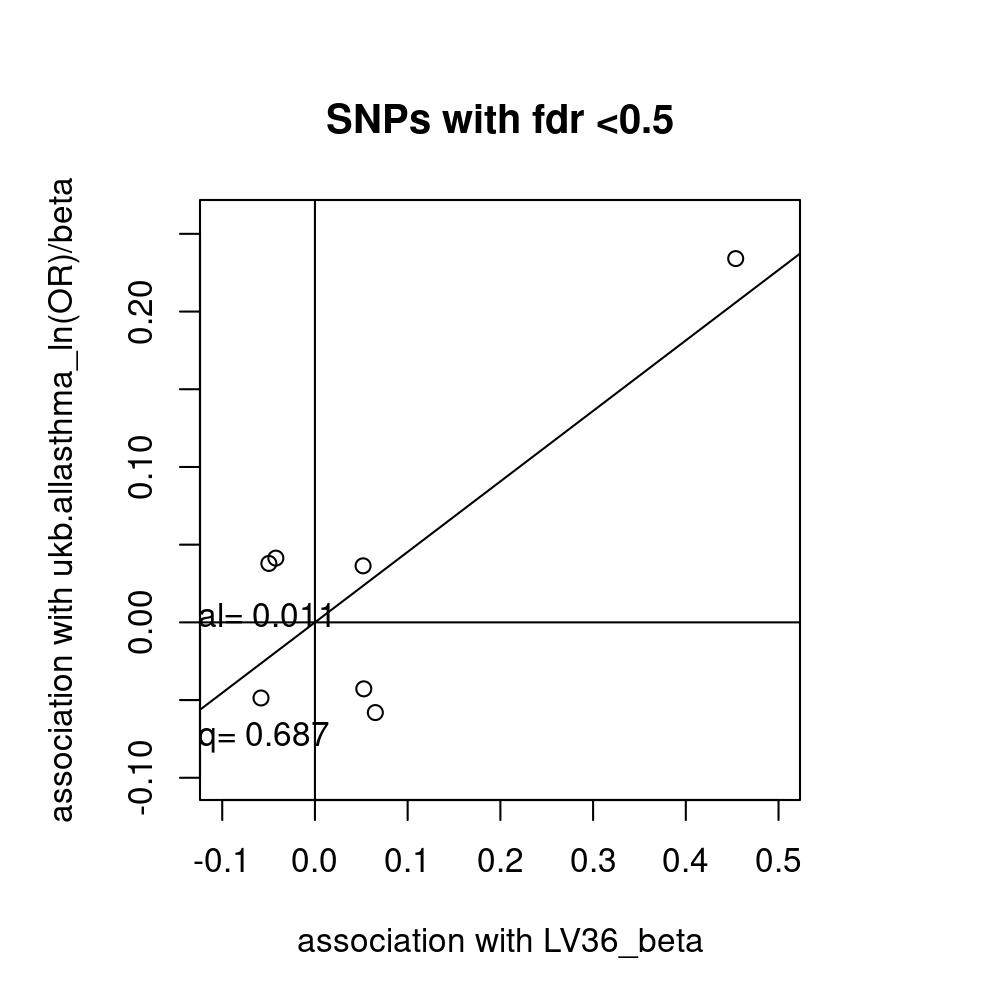 SNPs with fdr <0.5
association with ukb.allasthma_ln(OR)/beta
0.20
0.10
0.00
-0.10
al= 0.011
q= 0.687
-0.1 0.0 0.1 0.2 0.3 0.4 0.5
association with LV36_beta